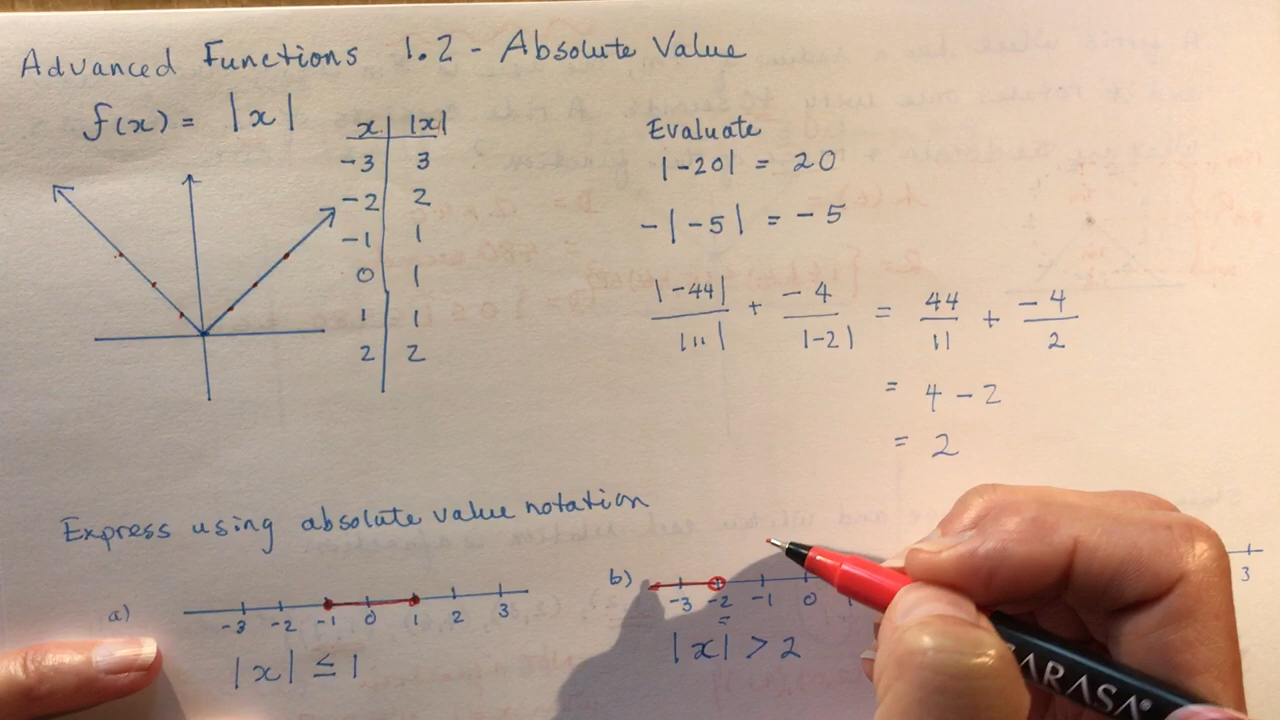 Advanced Functions 1.2 - Absolute Value
f(x) = |x|
x | |x|
-3 3
-2 2
-1 1
0 1
1 1
2 2
Evaluate
|-20| = 20
-|-5| = -5
|-44| / |11| + -4 / |-2| = 44 / 11 + -4 / 2
= 4 - 2
= 2
Express using absolute value notation
a) -3 -2 -1 0 1 2 3
|x| ≤ 1
b) -3 -2 -1 0 1 3
|x| > 2
SARASA®